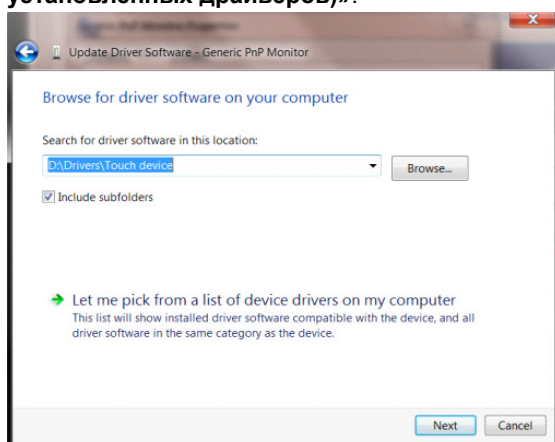 установленных драйверов)».
Update Driver Software - Generic PnP Monitor
Browse for driver software on your computer
Search for driver software in this location:
D:\Drivers\Touch device
Browse...
Include subfolders
Let me pick from a list of device drivers on my computer
This list will show installed driver software compatible with the device, and all
driver software in the same category as the device.
Next
Cancel